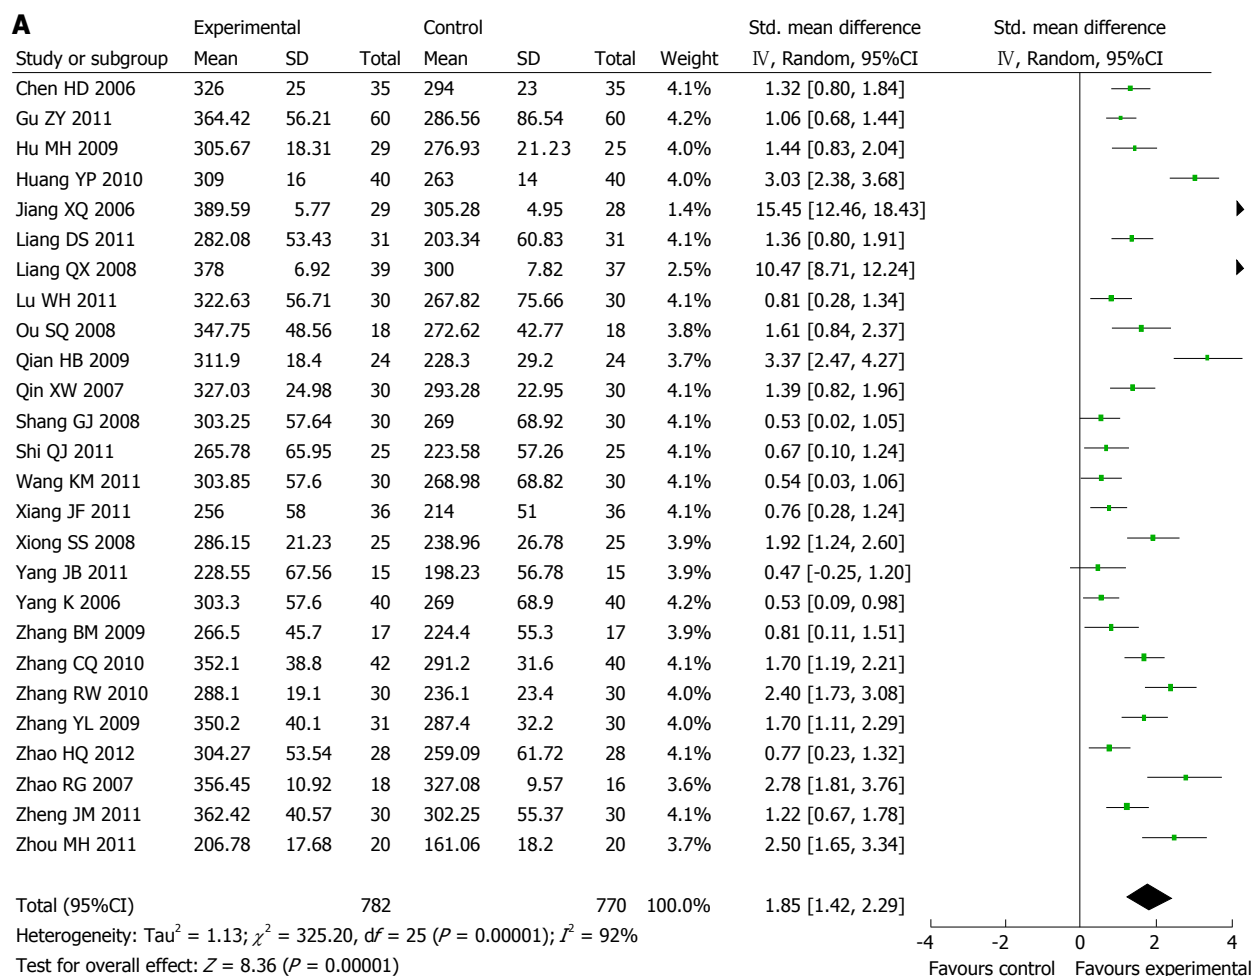 A
Experimental Control Std. mean difference Std. mean difference
Study or subgroup Mean SD Total Mean SD Total Weight Ⅳ, Random, 95%CI Ⅳ, Random, 95%CI
Chen HD 2006 326 25 35 294 23 35 4.1% 1.32 [0.80, 1.84]
Gu ZY 2011 364.42 56.21 60 286.56 86.54 60 4.2% 1.06 [0.68, 1.44]
Hu MH 2009 305.67 18.31 29 276.93 21.23 25 4.0% 1.44 [0.83, 2.04]
Huang YP 2010 309 16 40 263 14 40 4.0% 3.03 [2.38, 3.68]
Jiang XQ 2006 389.59 5.77 29 305.28 4.95 28 1.4% 15.45 [12.46, 18.43]
Liang DS 2011 282.08 53.43 31 203.34 60.83 31 4.1% 1.36 [0.80, 1.91]
Liang QX 2008 378 6.92 39 300 7.82 37 2.5% 10.47 [8.71, 12.24]
Lu WH 2011 322.63 56.71 30 267.82 75.66 30 4.1% 0.81 [0.28, 1.34]
Ou SQ 2008 347.75 48.56 18 272.62 42.77 18 3.8% 1.61 [0.84, 2.37]
Qian HB 2009 311.9 18.4 24 228.3 29.2 24 3.7% 3.37 [2.47, 4.27]
Qin XW 2007 327.03 24.98 30 293.28 22.95 30 4.1% 1.39 [0.82, 1.96]
Shang GJ 2008 303.25 57.64 30 269 68.92 30 4.1% 0.53 [0.02, 1.05]
Shi QJ 2011 265.78 65.95 25 223.58 57.26 25 4.1% 0.67 [0.10, 1.24]
Wang KM 2011 303.85 57.6 30 268.98 68.82 30 4.1% 0.54 [0.03, 1.06]
Xiang JF 2011 256 58 36 214 51 36 4.1% 0.76 [0.28, 1.24]
Xiong SS 2008 286.15 21.23 25 238.96 26.78 25 3.9% 1.92 [1.24, 2.60]
Yang JB 2011 228.55 67.56 15 198.23 56.78 15 3.9% 0.47 [-0.25, 1.20]
Yang K 2006 303.3 57.6 40 269 68.9 40 4.2% 0.53 [0.09, 0.98]
Zhang BM 2009 266.5 45.7 17 224.4 55.3 17 3.9% 0.81 [0.11, 1.51]
Zhang CQ 2010 352.1 38.8 42 291.2 31.6 40 4.1% 1.70 [1.19, 2.21]
Zhang RW 2010 288.1 19.1 30 236.1 23.4 30 4.0% 2.40 [1.73, 3.08]
Zhang YL 2009 350.2 40.1 31 287.4 32.2 30 4.0% 1.70 [1.11, 2.29]
Zhao HQ 2012 304.27 53.54 28 259.09 61.72 28 4.1% 0.77 [0.23, 1.32]
Zhao RG 2007 356.45 10.92 18 327.08 9.57 16 3.6% 2.78 [1.81, 3.76]
Zheng JM 2011 362.42 40.57 30 302.25 55.37 30 4.1% 1.22 [0.67, 1.78]
Zhou MH 2011 206.78 17.68 20 161.06 18.2 20 3.7% 2.50 [1.65, 3.34]
Total (95%CI) 782 770 100.0% 1.85 [1.42, 2.29]
Heterogeneity: Tau² = 1.13; χ² = 325.20, df = 25 (P = 0.00001); I² = 92%
Test for overall effect: Z = 8.36 (P = 0.00001)
-4 -2 0 2 4
Favours control Favours experimental